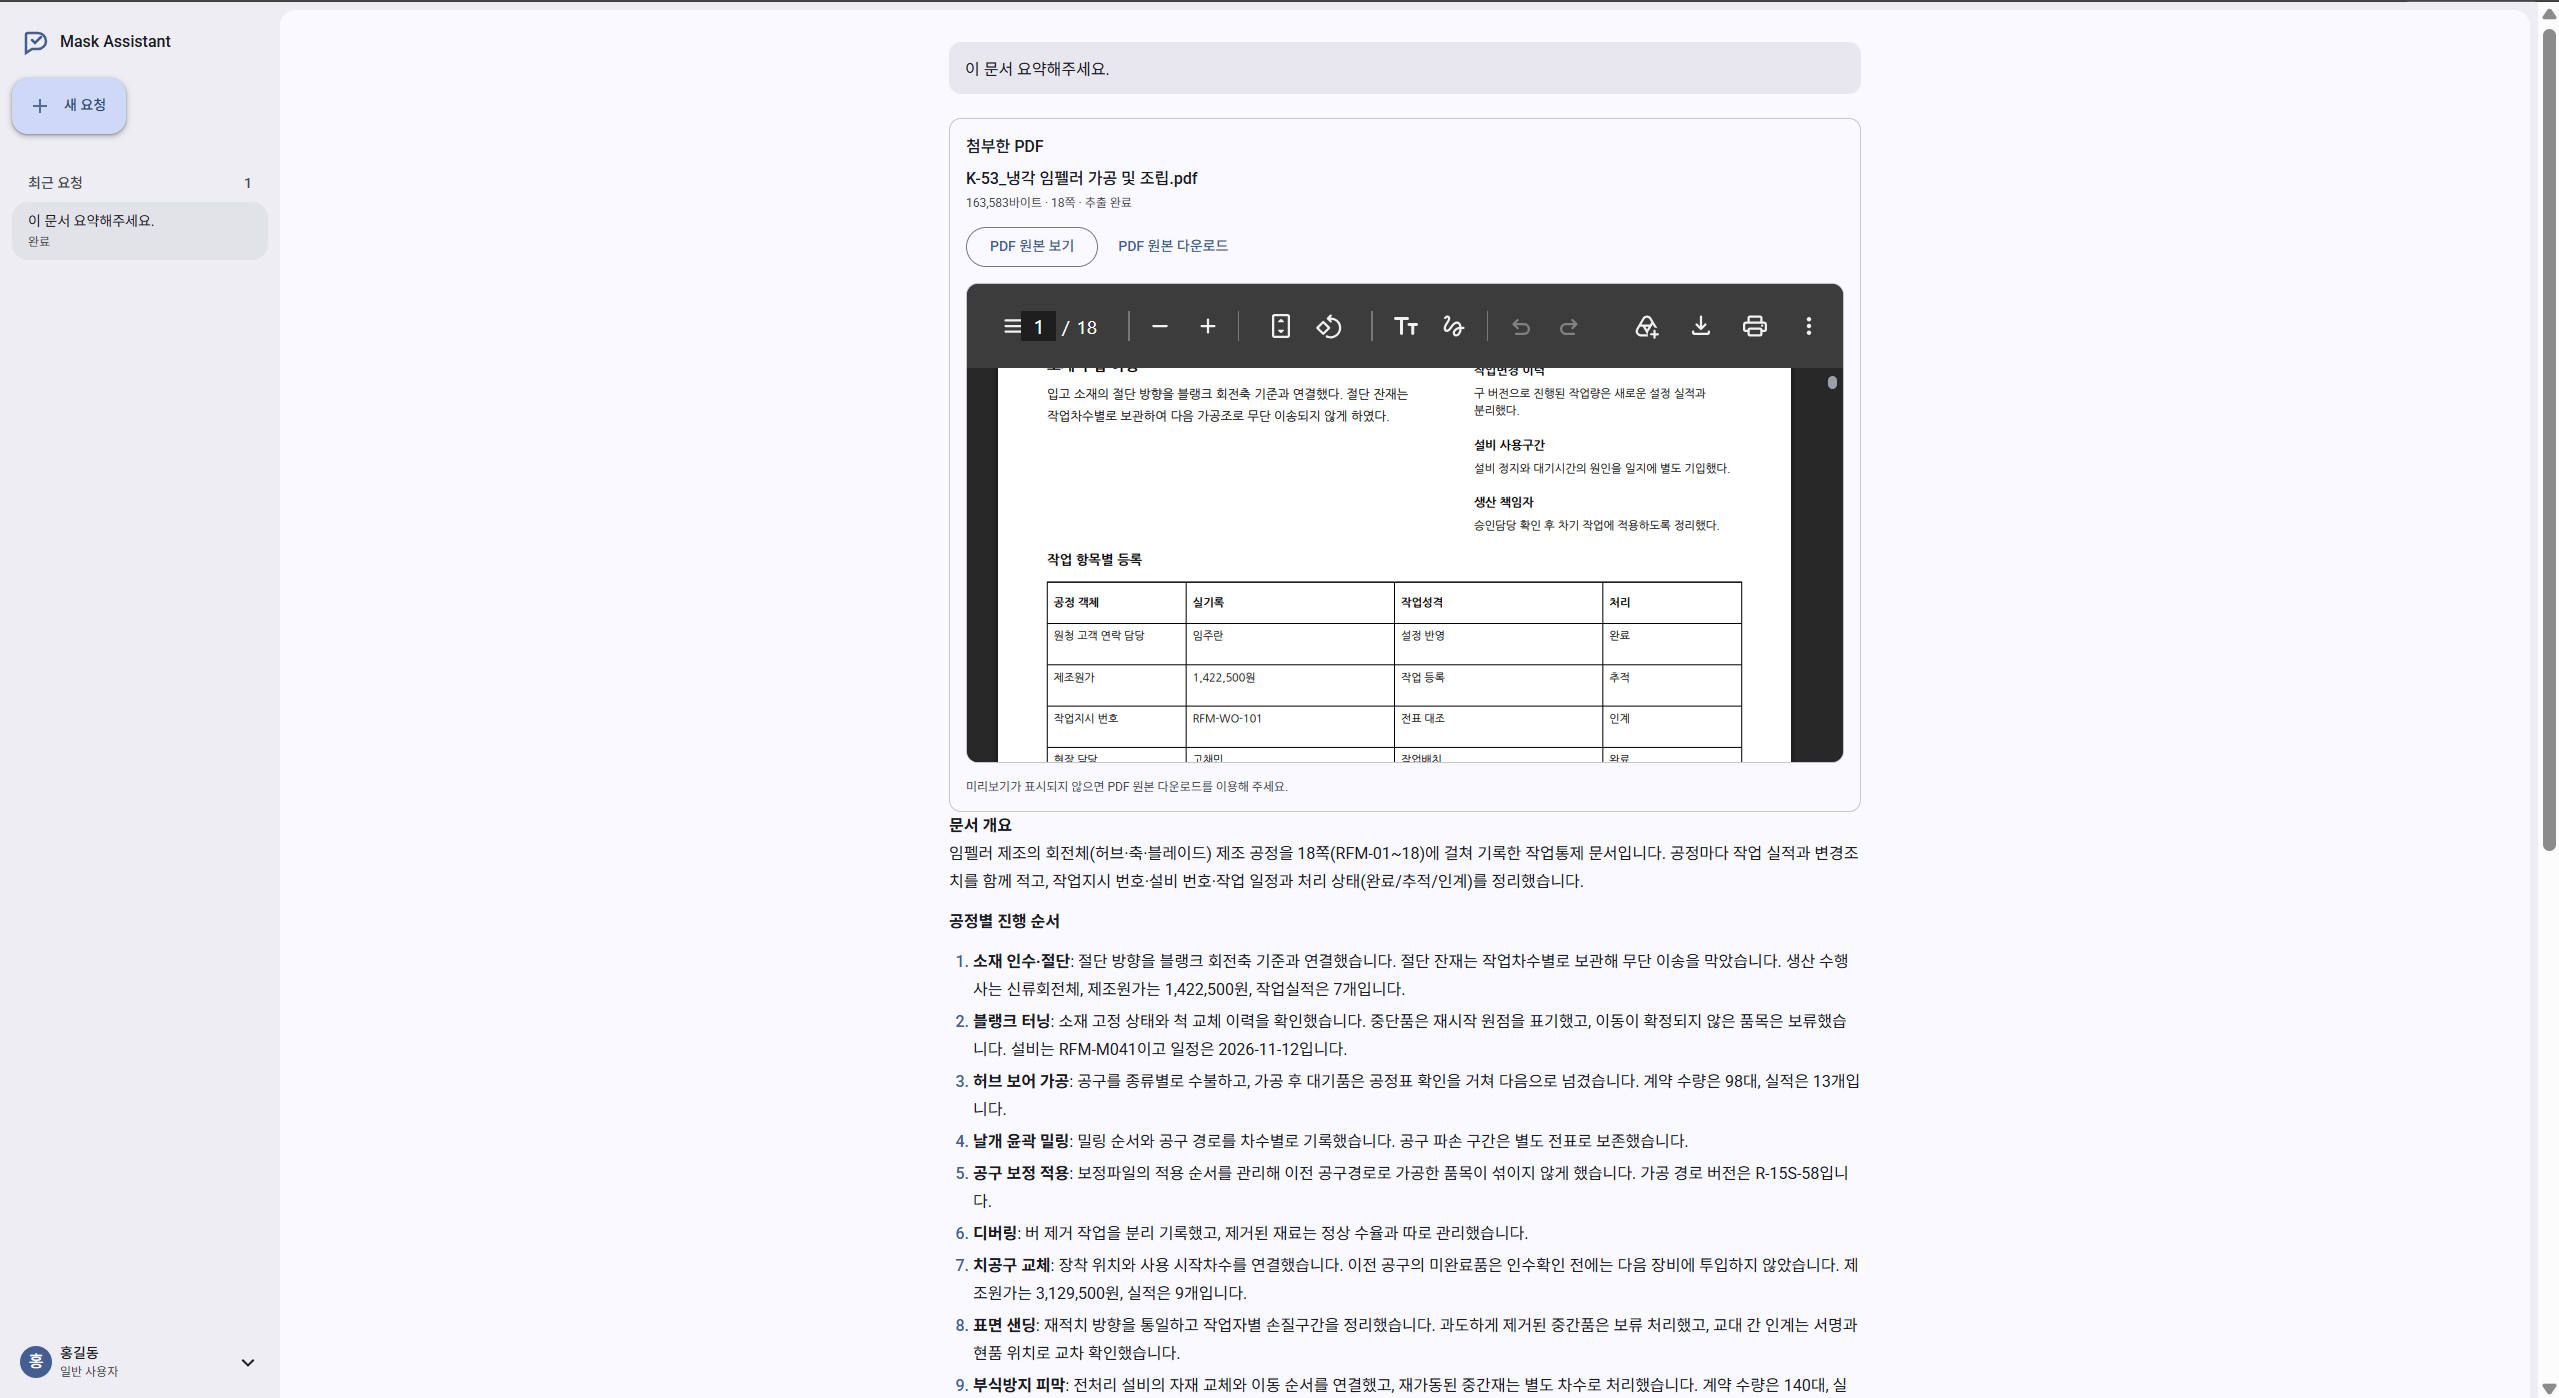 Mask Assistant
새 요청
최근 요청 1
이 문서 요약해주세요.
완료
홍
홍길동
일반 사용자
이 문서 요약해주세요.
첨부한 PDF
K-53_냉각 임펠러 가공 및 조립.pdf
163,583바이트 · 18쪽 · 추출 완료
PDF 원본 보기 PDF 원본 다운로드
1 / 18
입고 소재의 절단 방향을 블랭크 회전축 기준과 연결했다. 절단 잔재는
작업차수별로 보관하여 다음 가공조로 무단 이송되지 않게 하였다.
작업변경 이력
구 버전으로 진행된 작업량은 새로운 설정 실적과
분리했다.
설비 사용구간
설비 정지와 대기시간의 원인을 일지에 별도 기입했다.
생산 책임자
승인담당 확인 후 차기 작업에 적용하도록 정리했다.
작업 항목별 등록
공정 객체 실기록 작업성격 처리
원청 고객 연락 담당 임주란 설정 반영 완료
제조원가 1,422,500원 작업 등록 추적
작업지시 번호 RFM-WO-101 전표 대조 인계
현장 담당 고채민 작업배치 완료
미리보기가 표시되지 않으면 PDF 원본 다운로드를 이용해 주세요.
문서 개요
임펠러 제조의 회전체(허브·축·블레이드) 제조 공정을 18쪽(RFM-01~18)에 걸쳐 기록한 작업통제 문서입니다. 공정마다 작업 실적과 변경조
치를 함께 적고, 작업지시 번호·설비 번호·작업 일정과 처리 상태(완료/추적/인계)를 정리했습니다.
공정별 진행 순서
1. 소재 인수·절단: 절단 방향을 블랭크 회전축 기준과 연결했습니다. 절단 잔재는 작업차수별로 보관해 무단 이송을 막았습니다. 생산 수행
사는 신류회전체, 제조원가는 1,422,500원, 작업실적은 7개입니다.
2. 블랭크 터닝: 소재 고정 상태와 척 교체 이력을 확인했습니다. 중단품은 재시작 원점을 표기했고, 이동이 확정되지 않은 품목은 보류했습
니다. 설비는 RFM-M041이고 일정은 2026-11-12입니다.
3. 허브 보어 가공: 공구를 종류별로 수불하고, 가공 후 대기품은 공정표 확인을 거쳐 다음으로 넘겼습니다. 계약 수량은 98대, 실적은 13개입
니다.
4. 날개 윤곽 밀링: 밀링 순서와 공구 경로를 차수별로 기록했습니다. 공구 파손 구간은 별도 전표로 보존했습니다.
5. 공구 보정 적용: 보정파일의 적용 순서를 관리해 이전 공구경로로 가공한 품목이 섞이지 않게 했습니다. 가공 경로 버전은 R-15S-58입니
다.
6. 디버링: 버 제거 작업을 분리 기록했고, 제거된 재료는 정상 수율과 따로 관리했습니다.
7. 치공구 교체: 장착 위치와 사용 시작차수를 연결했습니다. 이전 공구의 미완료품은 인수확인 전에는 다음 장비에 투입하지 않았습니다. 제
조원가는 3,129,500원, 실적은 9개입니다.
8. 표면 샌딩: 재적치 방향을 통일하고 작업자별 손질구간을 정리했습니다. 과도하게 제거된 중간품은 보류 처리했고, 교대 간 인계는 서명과
현품 위치로 교차 확인했습니다.
9. 부식방지 피막: 전처리 설비의 자재 교체와 이동 순서를 연결했고, 재가동된 중간재는 별도 차수로 처리했습니다. 계약 수량은 140대, 실